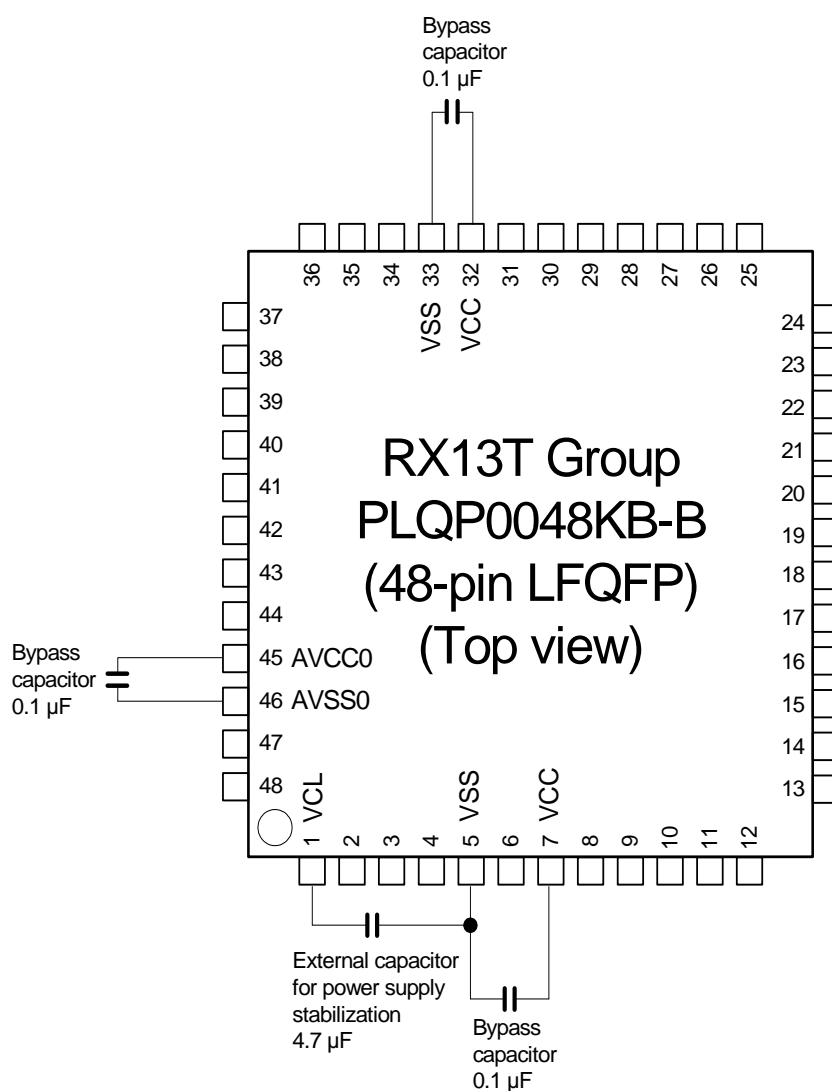 Bypass
capacitor
0.1 µF
36 35 34 33 32 31 30 29 28 27 26 25
VSS VCC
37
38
39
40
41
42
43
44
45 AVCC0
46 AVSS0
47
48
24
23
22
21
20
19
18
17
16
15
14
13
RX13T Group
PLQP0048KB-B
(48-pin LFQFP)
(Top view)
Bypass
capacitor
0.1 µF
VCL VSS VCC
1 2 3 4 5 6 7 8 9 10 11 12
External capacitor
for power supply
stabilization
4.7 µF
Bypass
capacitor
0.1 µF